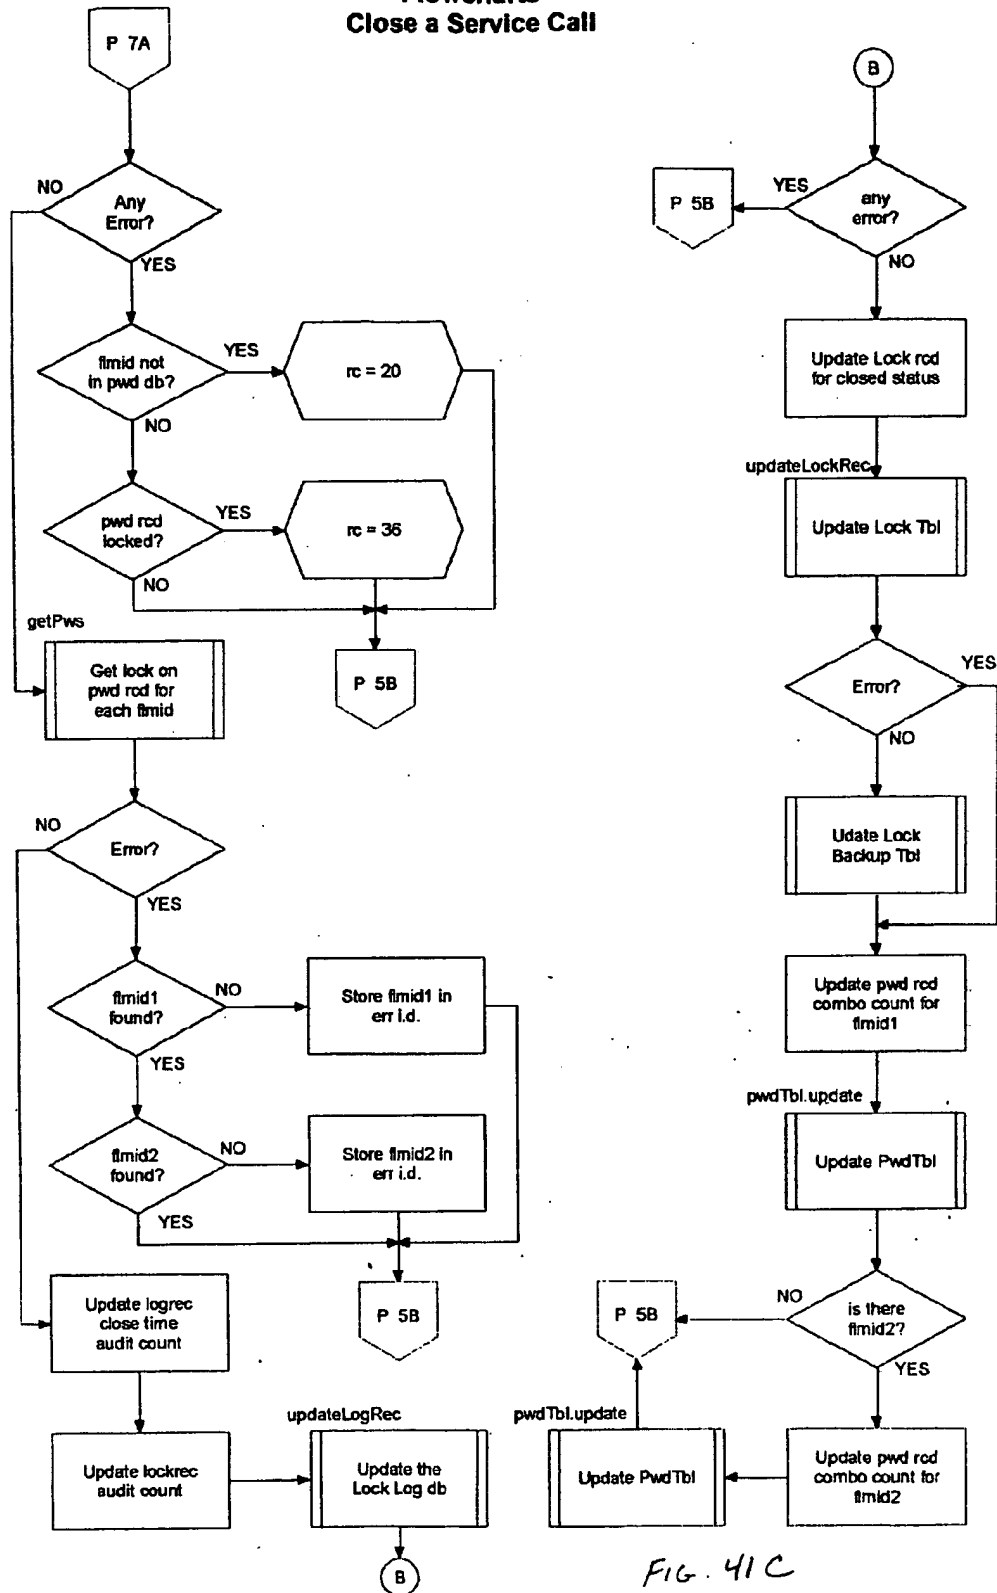 Flowcharts
Close a Service Call
P 7A
NO
Any
Error?
YES
flmid not
in pwd db?
YES
rc = 20
NO
pwd rcd
locked?
YES
rc = 36
NO
P 5B
getPws
Get lock on
pwd rcd for
each flmid
NO
Error?
YES
flmid1
found?
NO
Store flmid1 in
err i.d.
YES
flmid2
found?
NO
Store flmid2 in
err i.d.
YES
P 5B
Update logrec
close time
audit count
Update lockrec
audit count
updateLogRec
Update the
Lock Log db
B
B
any
error?
YES
P 5B
NO
Update Lock rcd
for closed status
updateLockRec
Update Lock Tbl
Error?
YES
NO
Udate Lock
Backup Tbl
Update pwd rcd
combo count for
flmid1
pwdTbl.update
Update PwdTbl
is there
flmid2?
NO
P 5B
YES
Update pwd rcd
combo count for
flmid2
pwdTbl.update
Update PwdTbl
FIG. 41C